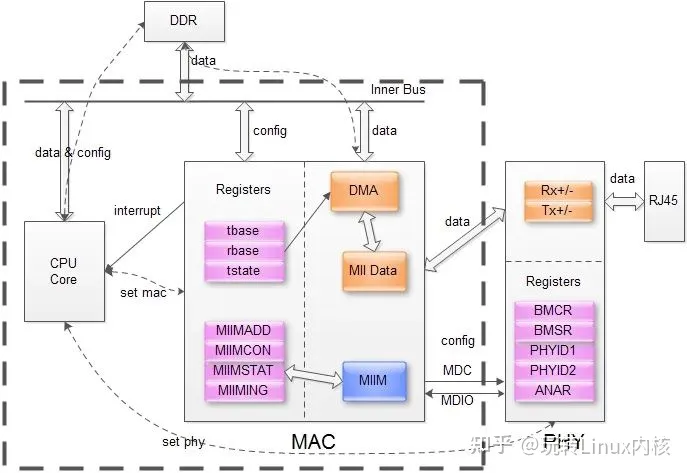 DDR
data
Inner Bus
data & config
config
data
Registers
DMA
interrupt
tbase
rbase
tstate
MII Data
CPU
Core
set mac
data
Rx+/-
Tx+/-
data
RJ45
Registers
BMCR
BMSR
PHYID1
PHYID2
ANAR
MIIMADD
MIIMCON
MIIMSTAT
MIIMING
MIIM
config
MDC
MDIO
set phy
MAC
PHY
知乎 @玩转Linux内核